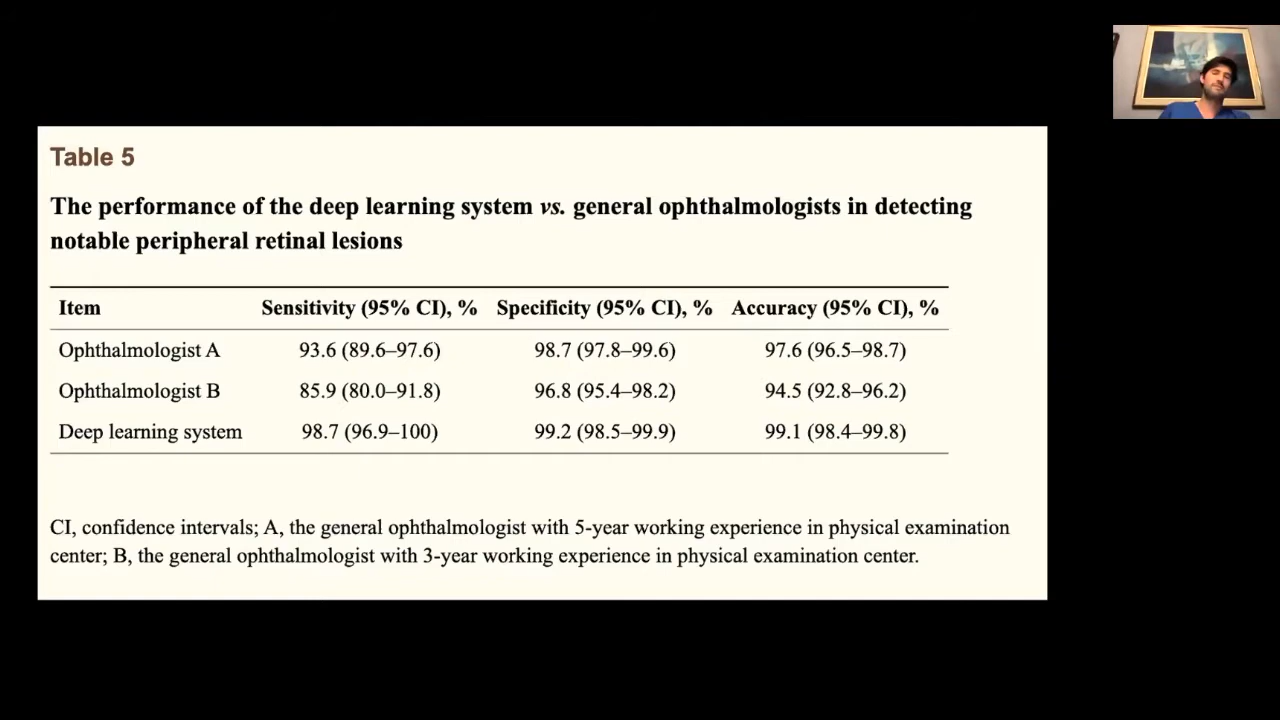 Table 5
The performance of the deep learning system vs. general ophthalmologists in detecting
notable peripheral retinal lesions
Item Sensitivity (95% CI), % Specificity (95% CI), % Accuracy (95% CI), %
Ophthalmologist A 93.6 (89.6–97.6) 98.7 (97.8–99.6) 97.6 (96.5–98.7)
Ophthalmologist B 85.9 (80.0–91.8) 96.8 (95.4–98.2) 94.5 (92.8–96.2)
Deep learning system 98.7 (96.9–100) 99.2 (98.5–99.9) 99.1 (98.4–99.8)
CI, confidence intervals; A, the general ophthalmologist with 5-year working experience in physical examination
center; B, the general ophthalmologist with 3-year working experience in physical examination center.